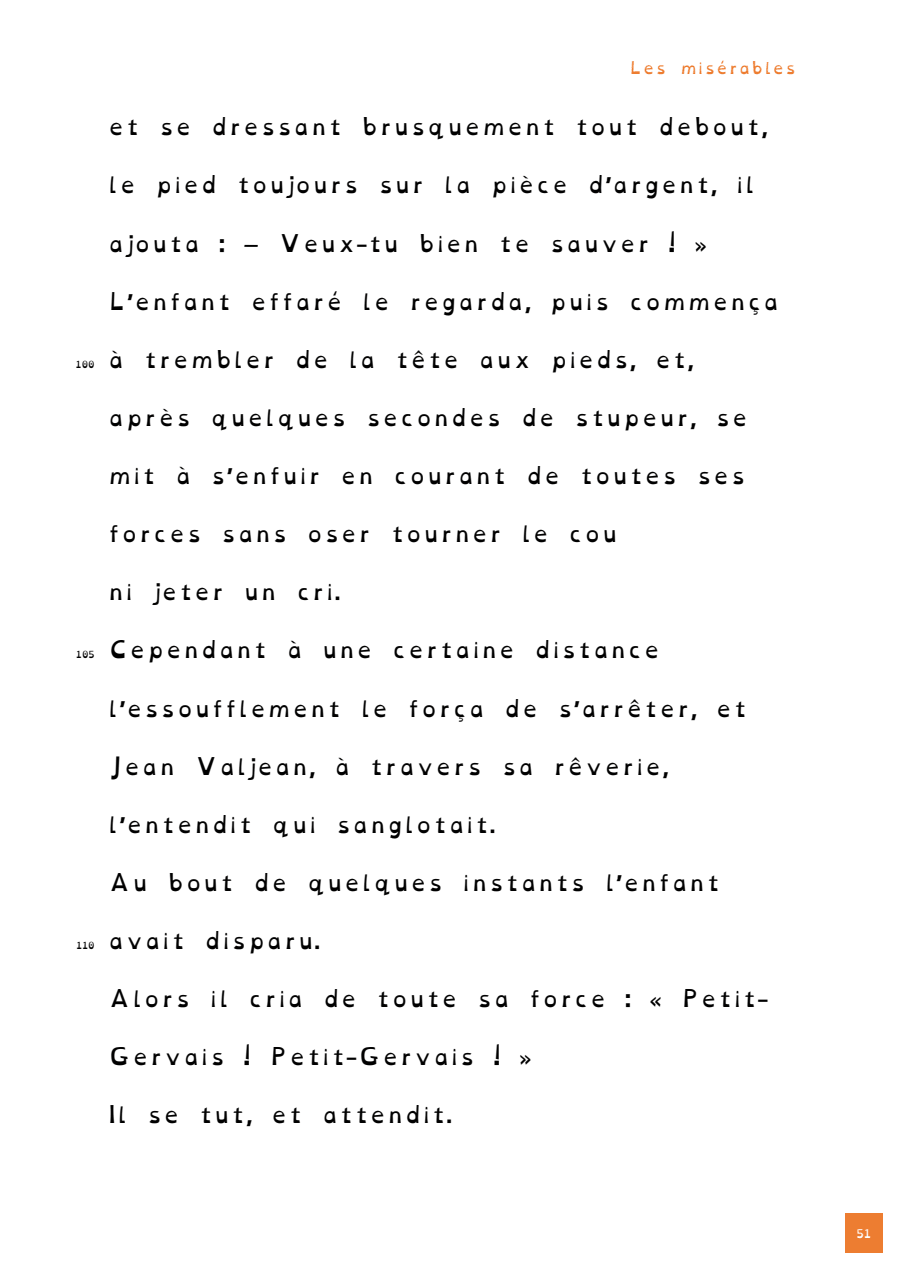 Les misérables
et se dressant brusquement tout debout,
le pied toujours sur la pièce d'argent, il
ajouta : – Veux-tu bien te sauver ! »
L'enfant effaré le regarda, puis commença
100 à trembler de la tête aux pieds, et,
après quelques secondes de stupeur, se
mit à s'enfuir en courant de toutes ses
forces sans oser tourner le cou
ni jeter un cri.
105 Cependant à une certaine distance
l'essoufflement le força de s'arrêter, et
Jean Valjean, à travers sa rêverie,
l'entendit qui sanglotait.
Au bout de quelques instants l'enfant
110 avait disparu.
Alors il cria de toute sa force : « Petit-
Gervais ! Petit-Gervais ! »
Il se tut, et attendit.
51